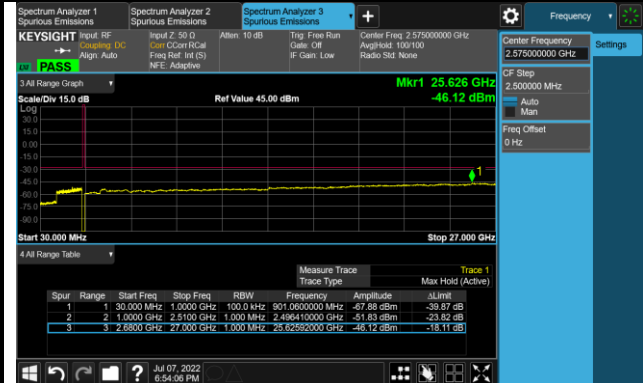 Spectrum Analyzer 1
Spurious Emissions
Spectrum Analyzer 2
Spurious Emissions
Spectrum Analyzer 3
Spurious Emissions
Frequency
KEYSIGHT
Input: RF
Coupling: DC
Align: Auto
Input Z: 50 Ω
Corr CCorr RCal
Freq Ref: Int (S)
NFE: Adaptive
Atten: 10 dB
Trig: Free Run
Gate: Off
IF Gain: Low
Center Freq: 2.575000000 GHz
Avg|Hold: 100/100
Radio Std: None
PASS
Center Frequency
2.575000000 GHz
Settings
CF Step
2.500000 MHz
Auto
Man
Freq Offset
0 Hz
3 All Range Graph
Mkr1 25.626 GHz
Scale/Div 15.0 dB
Ref Value 45.00 dBm
-46.12 dBm
Log
30.0
15.0
0.00
-15.0
-30.0
-45.0
-60.0
-75.0
-90.0
1
Start 30.000 MHz
Stop 27.000 GHz
4 All Range Table
Measure Trace Trace 1
Trace Type Max Hold (Active)
Spur Range Start Freq Stop Freq RBW Frequency Amplitude ΔLimit
1 1 30.000 MHz 1.0000 GHz 100.0 kHz 901.0600000 MHz -67.88 dBm -39.87 dB
2 2 1.0000 GHz 2.5100 GHz 1.000 MHz 2.496410000 GHz -51.83 dBm -23.82 dB
3 3 2.6800 GHz 27.000 GHz 1.000 MHz 25.62592000 GHz -46.12 dBm -18.11 dB
Jul 07, 2022
6:54:06 PM